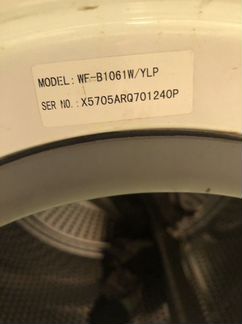 MODEL: WF-B1061W/YLP
SER NO.: X5705ARQ701240P